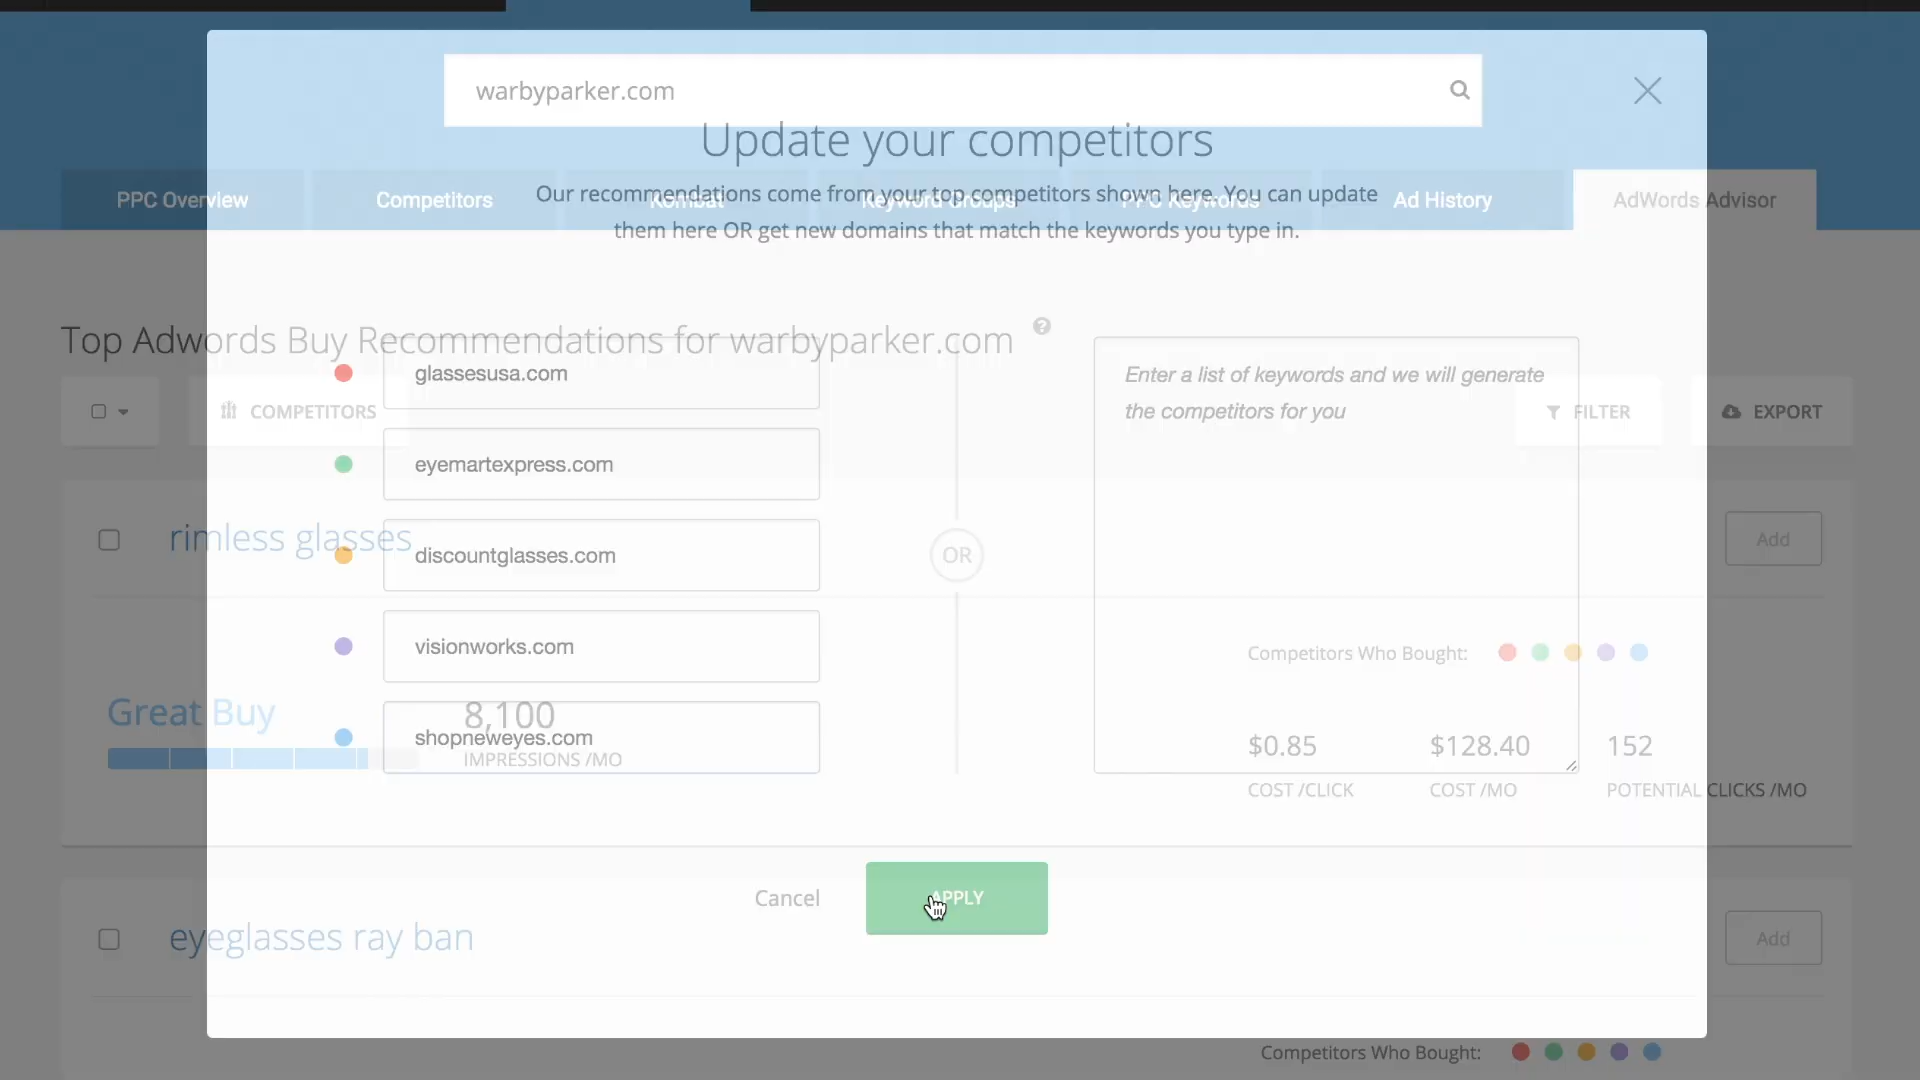 warbyparker.com
Update your competitors
PPC Overview
Competitors
Kombat
Keyword Groups
PPC Keywords
Ad History
AdWords Advisor
Our recommendations come from your top competitors shown here. You can update
them here OR get new domains that match the keywords you type in.
Top Adwords Buy Recommendations for warbyparker.com
?
COMPETITORS
FILTER
EXPORT
glassesusa.com
eyemartexpress.com
discountglasses.com
visionworks.com
shopneweyes.com
OR
Enter a list of keywords and we will generate
the competitors for you
rimless glasses
Add
Competitors Who Bought:
Great Buy
8,100
IMPRESSIONS /MO
$0.85
COST /CLICK
$128.40
COST /MO
152
POTENTIAL CLICKS /MO
Cancel
APPLY
eyeglasses ray ban
Add
Competitors Who Bought: